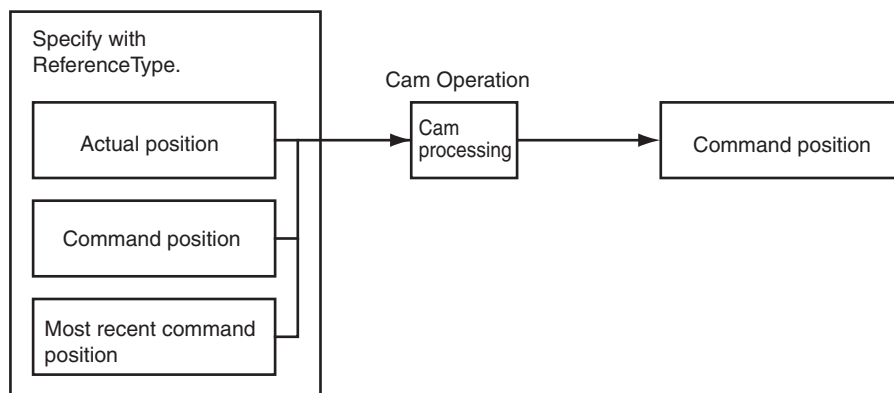 Specify with
ReferenceType.
Cam Operation
Actual position
Cam
processing
Command position
Command position
Most recent command
position